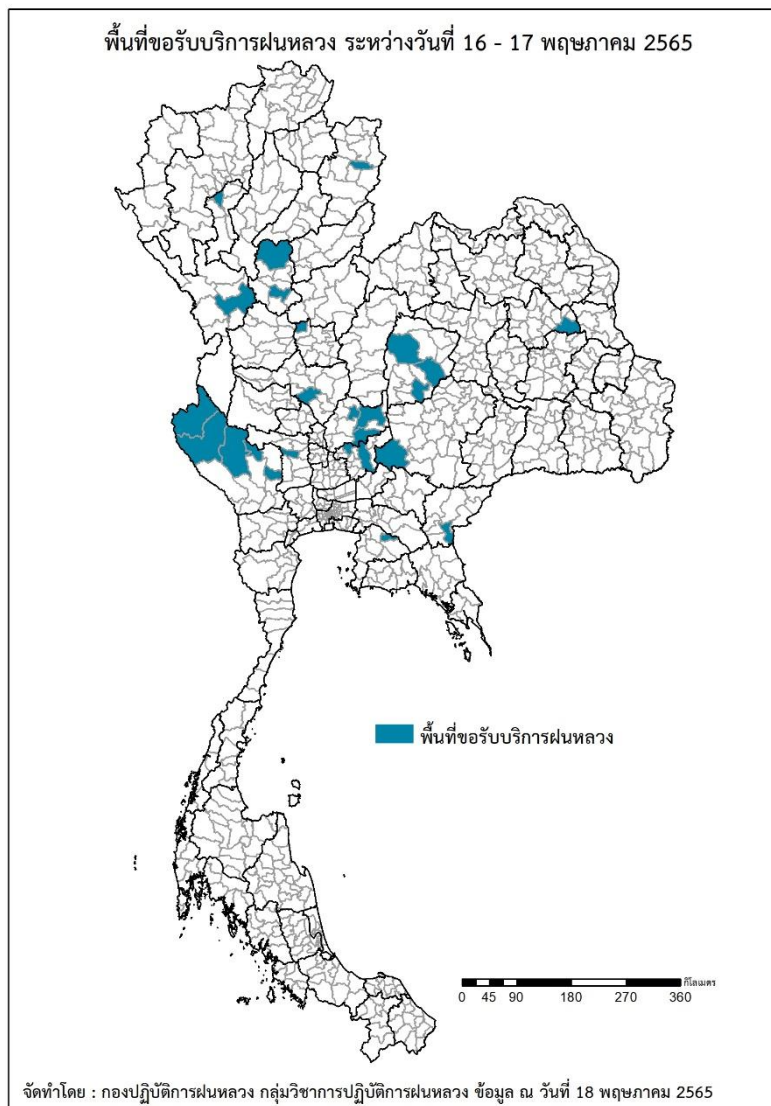 พื้นที่ขอรับบริการฝนหลวง ระหว่างวันที่ 16 - 17 พฤษภาคม 2565
พื้นที่ขอรับบริการฝนหลวง
กิโลเมตร
0 45 90 180 270 360
จัดทำโดย : กองปฏิบัติการฝนหลวง กลุ่มวิชาการปฏิบัติการฝนหลวง ข้อมูล ณ วันที่ 18 พฤษภาคม 2565